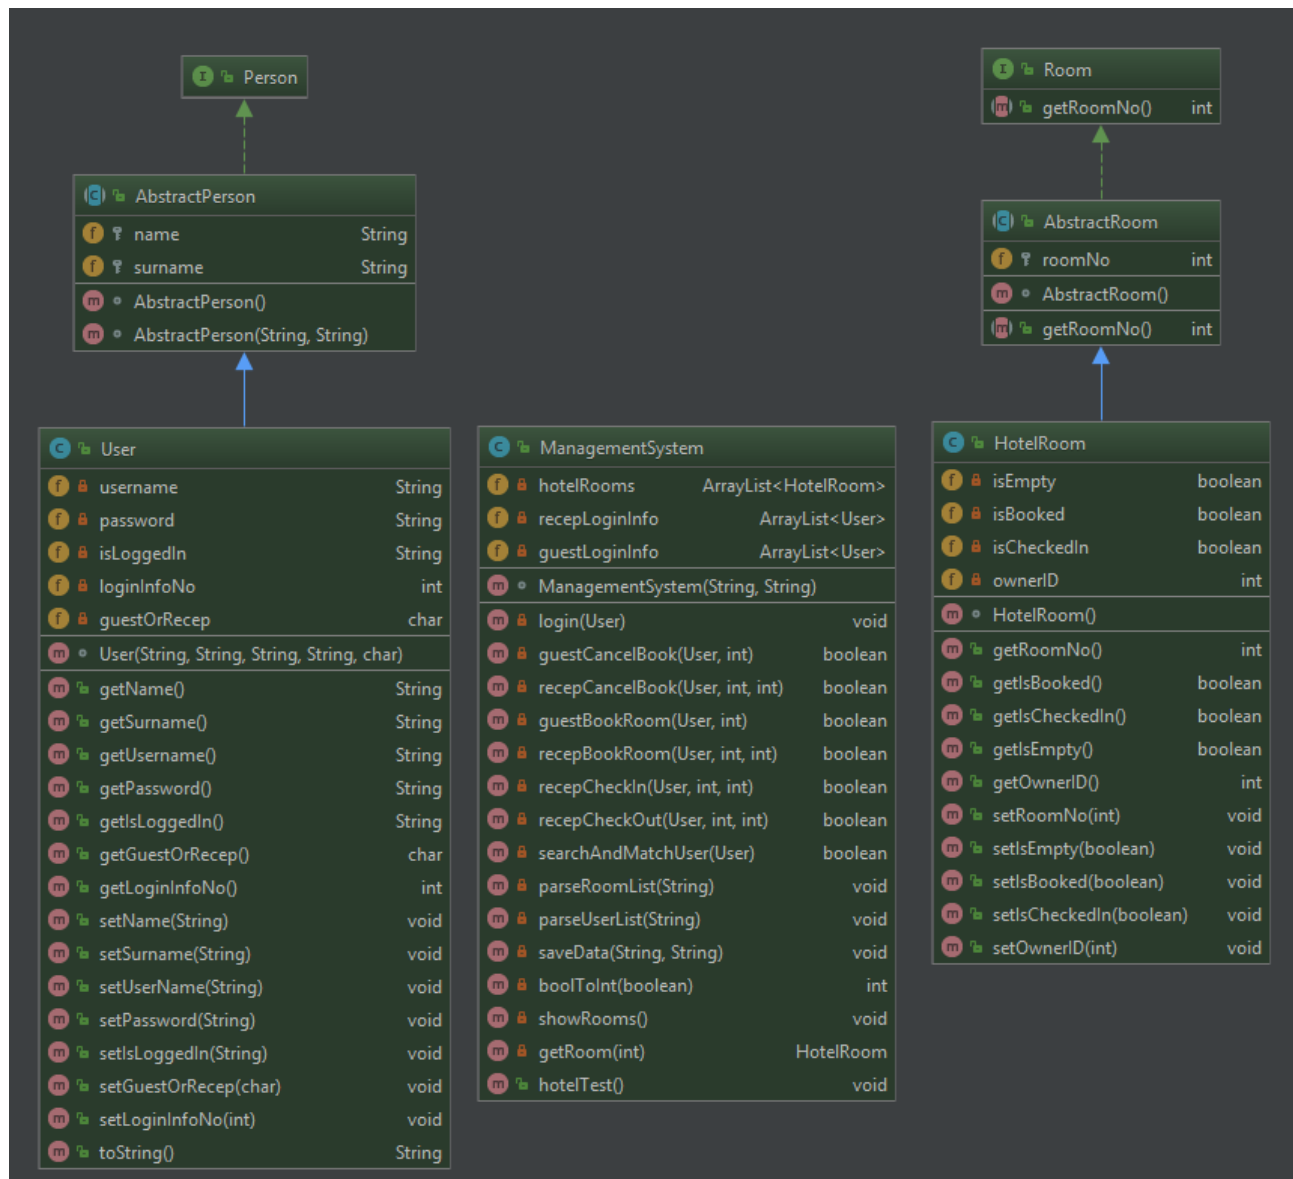 Person
AbstractPerson
name String
surname String
AbstractPerson()
AbstractPerson(String, String)
User
username String
password String
isLoggedIn String
loginInfoNo int
guestOrRecep char
User(String, String, String, String, char)
getName() String
getSurname() String
getUsername() String
getPassword() String
getIsLoggedIn() String
getGuestOrRecep() char
getLoginInfoNo() int
setName(String) void
setSurname(String) void
setUserName(String) void
setPassword(String) void
setIsLoggedIn(String) void
setGuestOrRecep(char) void
setLoginInfoNo(int) void
toString() String
ManagementSystem
hotelRooms ArrayList<HotelRoom>
recepLoginInfo ArrayList<User>
guestLoginInfo ArrayList<User>
ManagementSystem(String, String)
login(User) void
guestCancelBook(User, int) boolean
recepCancelBook(User, int, int) boolean
guestBookRoom(User, int) boolean
recepBookRoom(User, int, int) boolean
recepCheckIn(User, int, int) boolean
recepCheckOut(User, int, int) boolean
searchAndMatchUser(User) boolean
parseRoomList(String) void
parseUserList(String) void
saveData(String, String) void
boolToInt(boolean) int
showRooms() void
getRoom(int) HotelRoom
hotelTest() void
Room
getRoomNo() int
AbstractRoom
roomNo int
AbstractRoom()
getRoomNo() int
HotelRoom
isEmpty boolean
isBooked boolean
isCheckedIn boolean
ownerID int
HotelRoom()
getRoomNo() int
getIsBooked() boolean
getIsCheckedIn() boolean
getIsEmpty() boolean
getOwnerID() int
setRoomNo(int) void
setIsEmpty(boolean) void
setIsBooked(boolean) void
setIsCheckedIn(boolean) void
setOwnerID(int) void